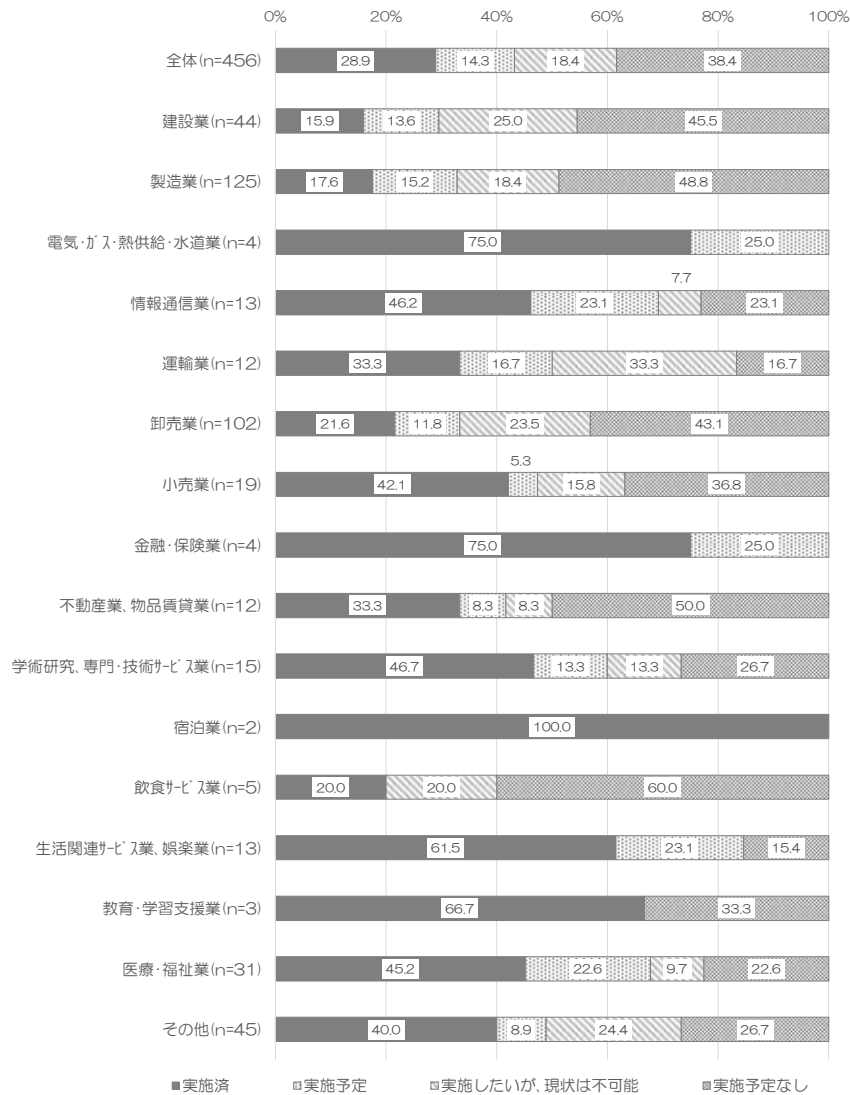 0% 20% 40% 60% 80% 100%
全体(n=456) 28.9 14.3 18.4 38.4
建設業(n=44) 15.9 13.6 25.0 45.5
製造業(n=125) 17.6 15.2 18.4 48.8
電気・ｶﾞｽ・熱供給・水道業(n=4) 75.0 25.0
7.7
情報通信業(n=13) 46.2 23.1 23.1
運輸業(n=12) 33.3 16.7 33.3 16.7
卸売業(n=102) 21.6 11.8 23.5 43.1
5.3
小売業(n=19) 42.1 15.8 36.8
金融・保険業(n=4) 75.0 25.0
不動産業、物品賃貸業(n=12) 33.3 8.3 8.3 50.0
学術研究、専門・技術ｻｰﾋﾞｽ業(n=15) 46.7 13.3 13.3 26.7
宿泊業(n=2) 100.0
飲食ｻｰﾋﾞｽ業(n=5) 20.0 20.0 60.0
生活関連ｻｰﾋﾞｽ業、娯楽業(n=13) 61.5 23.1 15.4
教育・学習支援業(n=3) 66.7 33.3
医療・福祉業(n=31) 45.2 22.6 9.7 22.6
その他(n=45) 40.0 8.9 24.4 26.7
実施済 実施予定 実施したいが、現状は不可能 実施予定なし